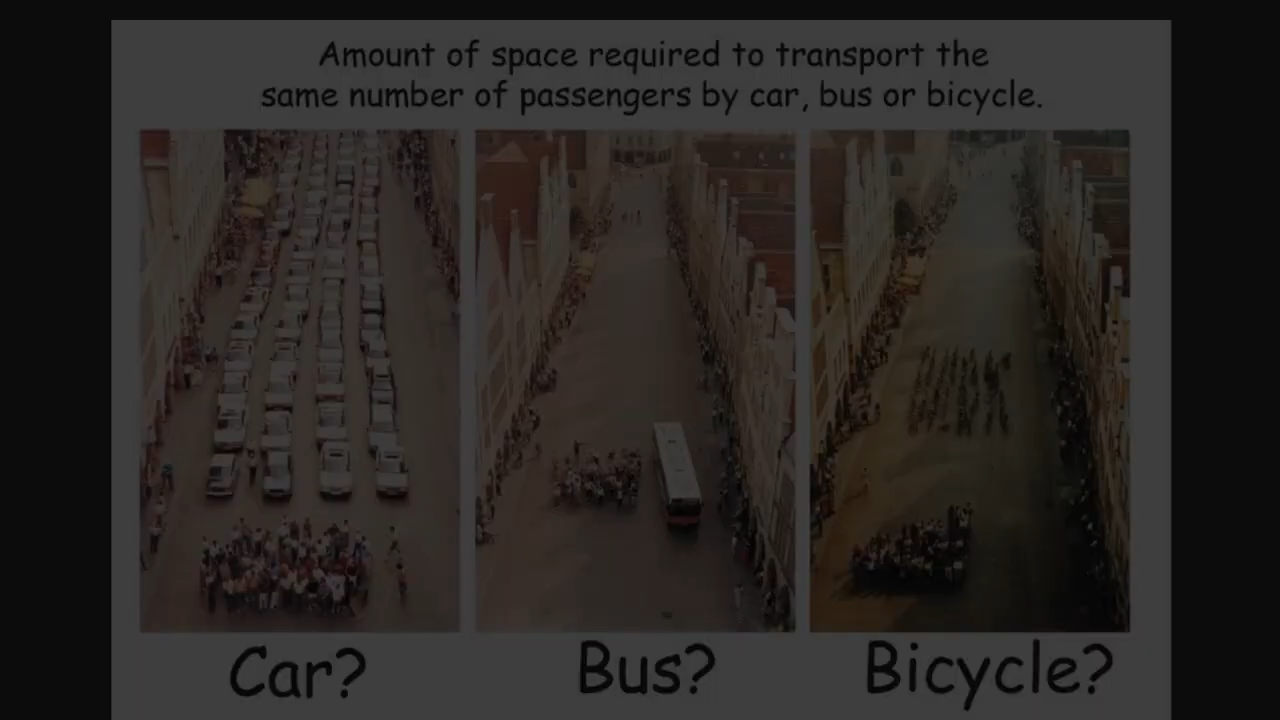 Amount of space required to transport the
same number of passengers by car, bus or bicycle.
Car?
Bus?
Bicycle?